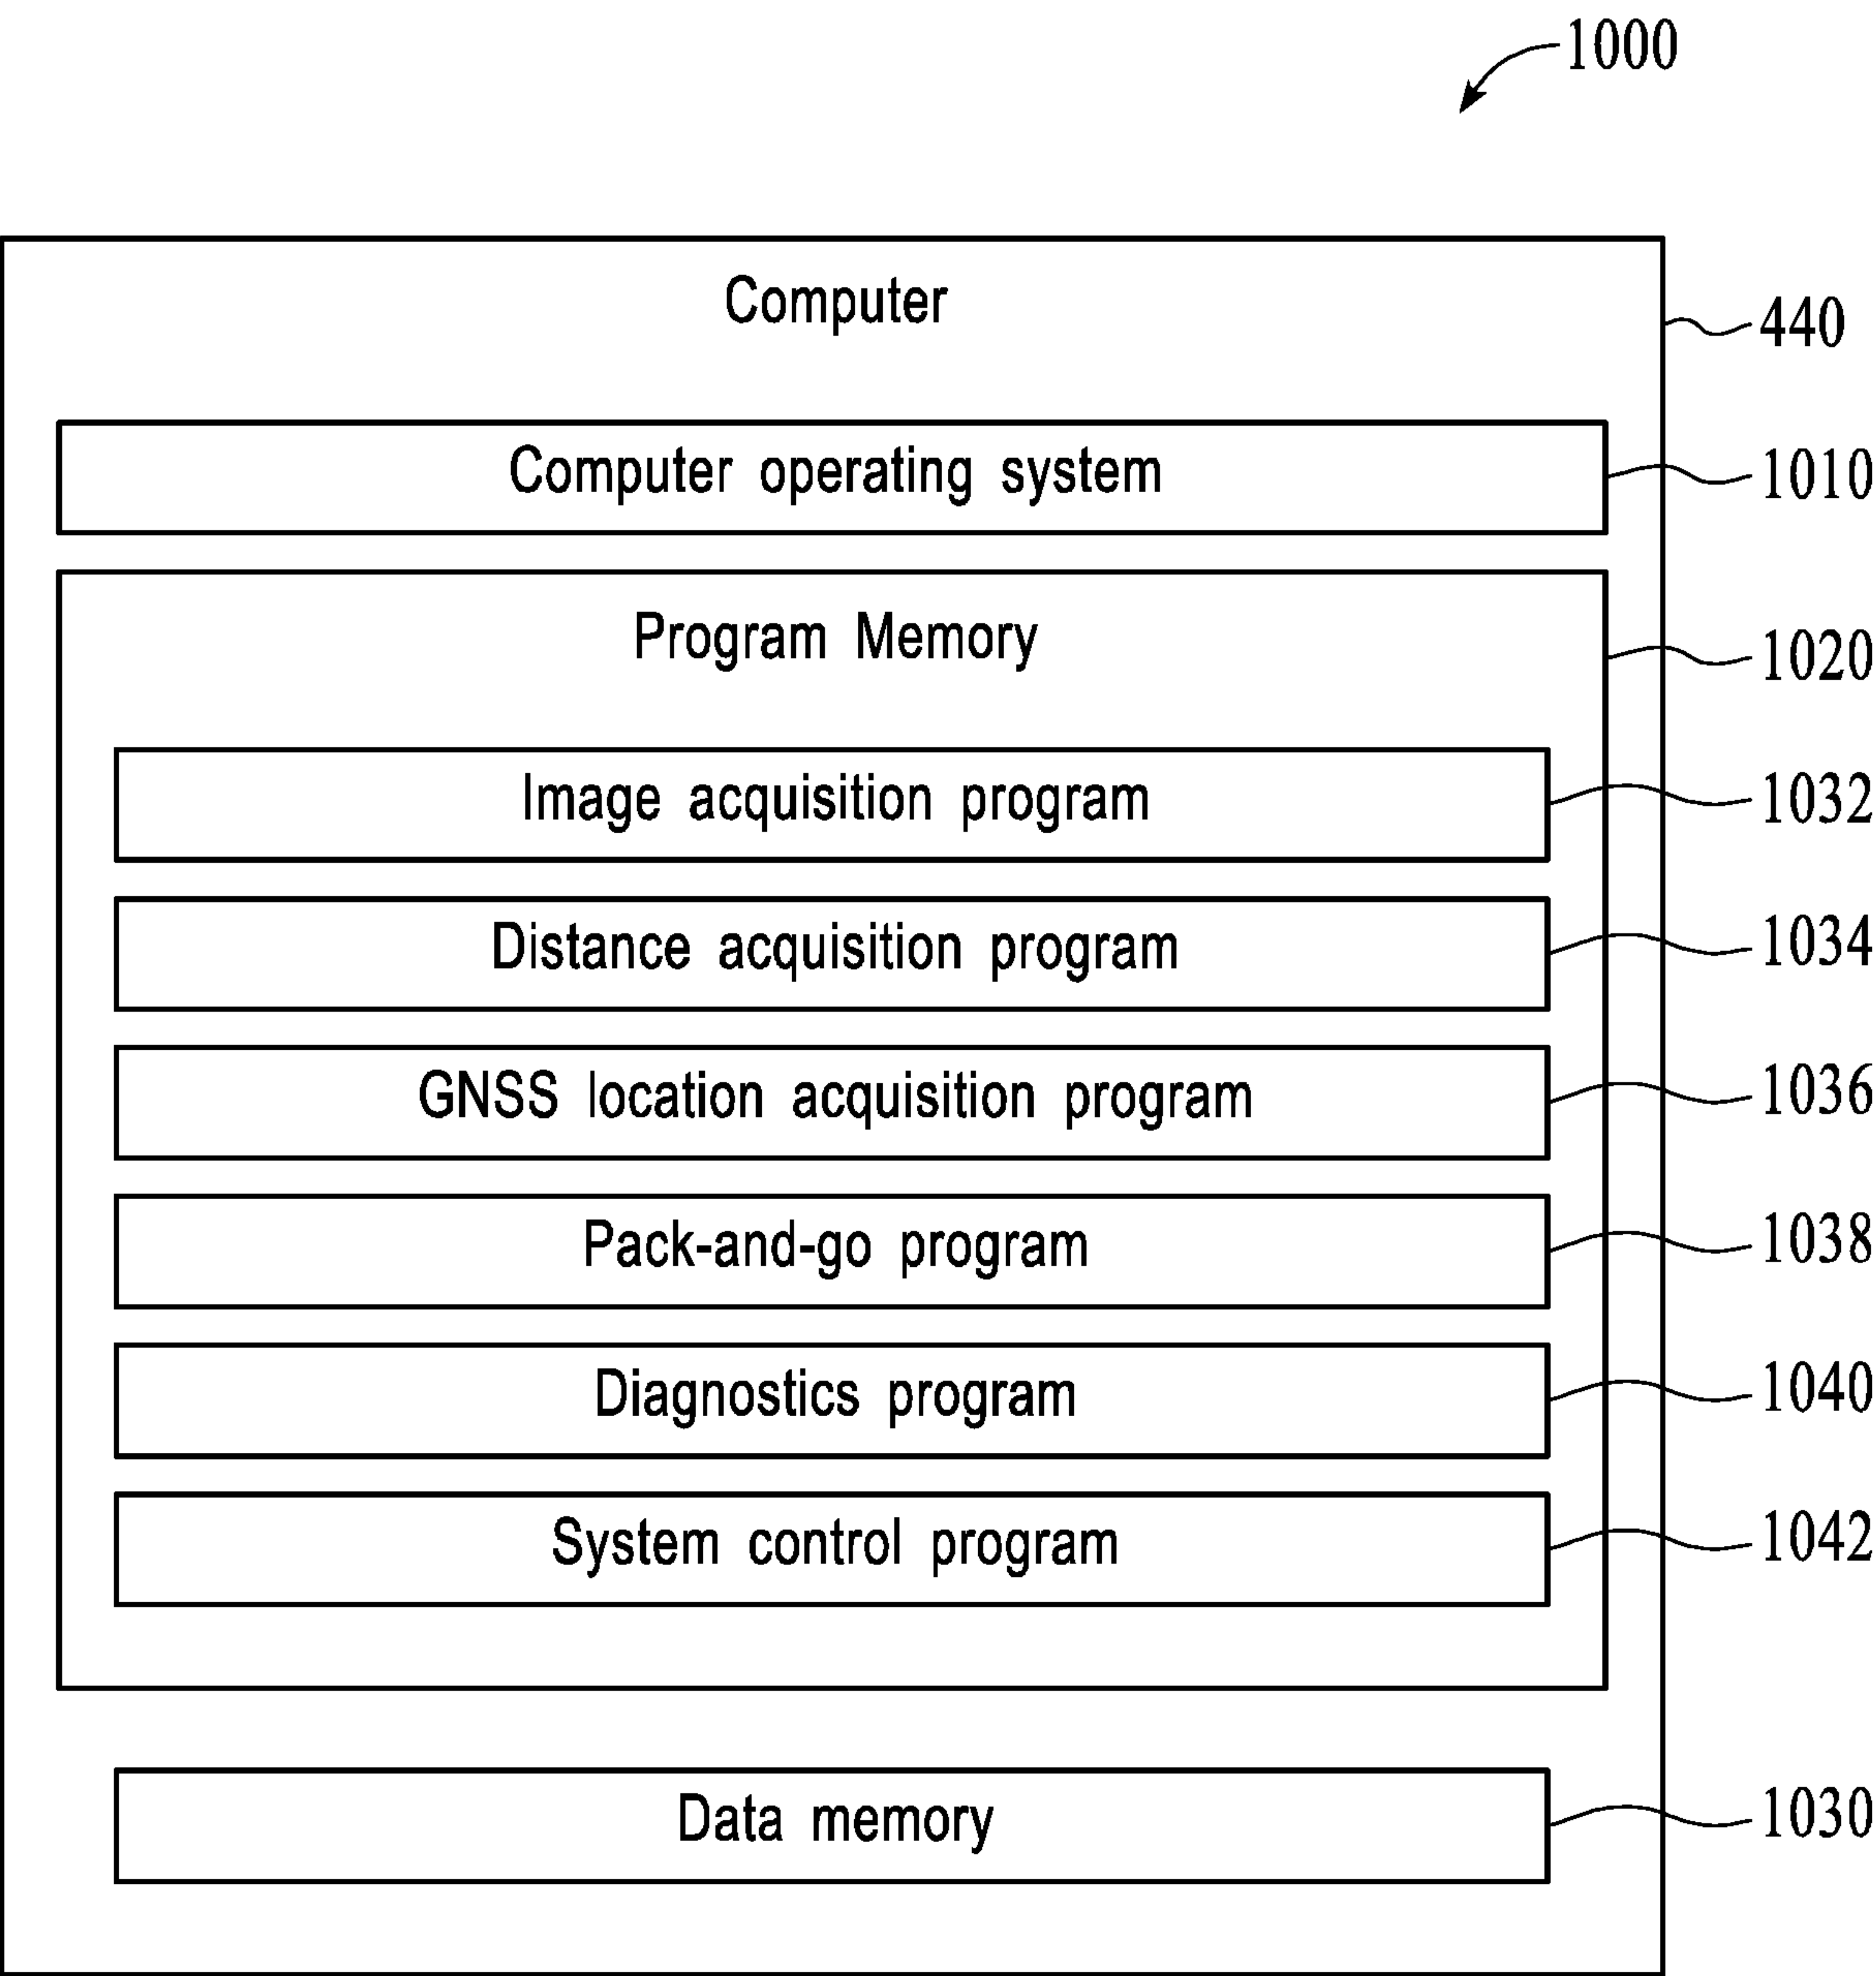 1000
Computer
440
Computer operating system
1010
Program Memory
1020
Image acquisition program
1032
Distance acquisition program
1034
GNSS location acquisition program
1036
Pack-and-go program
1038
Diagnostics program
1040
System control program
1042
Data memory
1030